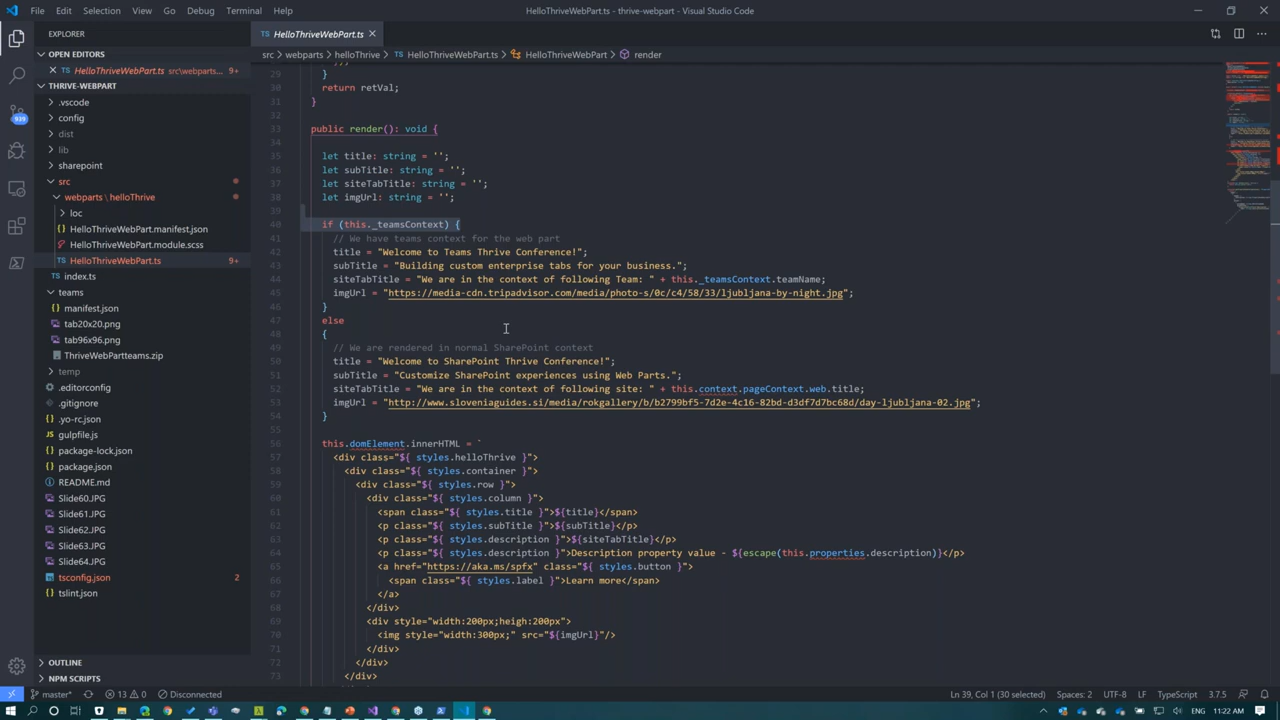 File Edit Selection View Go Debug Terminal Help
HelloThriveWebPart.ts - thrive-webpart - Visual Studio Code
EXPLORER
OPEN EDITORS
HelloThriveWebPart.ts src\webparts... 9+
THRIVE-WEBPART
.vscode
config
dist
lib
sharepoint
src
webparts \ helloThrive
loc
HelloThriveWebPart.manifest.json
HelloThriveWebPart.module.scss
TS HelloThriveWebPart.ts 9+
TS index.ts
teams
manifest.json
tab20x20.png
tab96x96.png
ThriveWebPartteams.zip
temp
.editorconfig
.gitignore
.yo-rc.json
gulpfile.js
package-lock.json
package.json
README.md
Slide60.JPG
Slide61.JPG
Slide62.JPG
Slide63.JPG
Slide64.JPG
tsconfig.json 2
tslint.json
OUTLINE
NPM SCRIPTS
939
TS HelloThriveWebPart.ts
src > webparts > helloThrive > TS HelloThriveWebPart.ts > HelloThriveWebPart > render
29 }
30 return retVal;
31 }
32
33 public render(): void {
34
35 let title: string = '';
36 let subTitle: string = '';
37 let siteTabTitle: string = '';
38 let imgUrl: string = '';
39
40 if (this._teamsContext) {
41 // We have teams context for the web part
42 title = "Welcome to Teams Thrive Conference!";
43 subTitle = "Building custom enterprise tabs for your business.";
44 siteTabTitle = "We are in the context of following Team: " + this._teamsContext.teamName;
45 imgUrl = "https://media-cdn.tripadvisor.com/media/photo-s/0c/c4/58/33/ljubljana-by-night.jpg";
46 }
47 else
48 {
49 // We are rendered in normal SharePoint context
50 title = "Welcome to SharePoint Thrive Conference!";
51 subTitle = "Customize SharePoint experiences using Web Parts.";
52 siteTabTitle = "We are in the context of following site: " + this.context.pageContext.web.title;
53 imgUrl = "http://www.sloveniaguides.si/media/rokgallery/b/b2799bf5-7d2e-4c16-82bd-d3df7d7bc68d/day-ljubljana-02.jpg";
54 }
55
56 this.domElement.innerHTML = `
57 <div class="${ styles.helloThrive }">
58 <div class="${ styles.container }">
59 <div class="${ styles.row }">
60 <div class="${ styles.column }">
61 <span class="${ styles.title }">${title}</span>
62 <p class="${ styles.subTitle }">${subTitle}</p>
63 <p class="${ styles.description }">${siteTabTitle}</p>
64 <p class="${ styles.description }">Description property value - ${escape(this.properties.description)}</p>
65 <a href="https://aka.ms/spfx" class="${ styles.button }">
66 <span class="${ styles.label }">Learn more</span>
67 </a>
68 </div>
69 <div style="width:200px;heigh:200px">
70 <img style="width:300px;" src="${imgUrl}"/>
71 </div>
72 </div>
73 </div>
master* 13 0 Disconnected
Ln 39, Col 1 (30 selected) Spaces: 2 UTF-8 LF TypeScript 3.7.5
11:22 AM